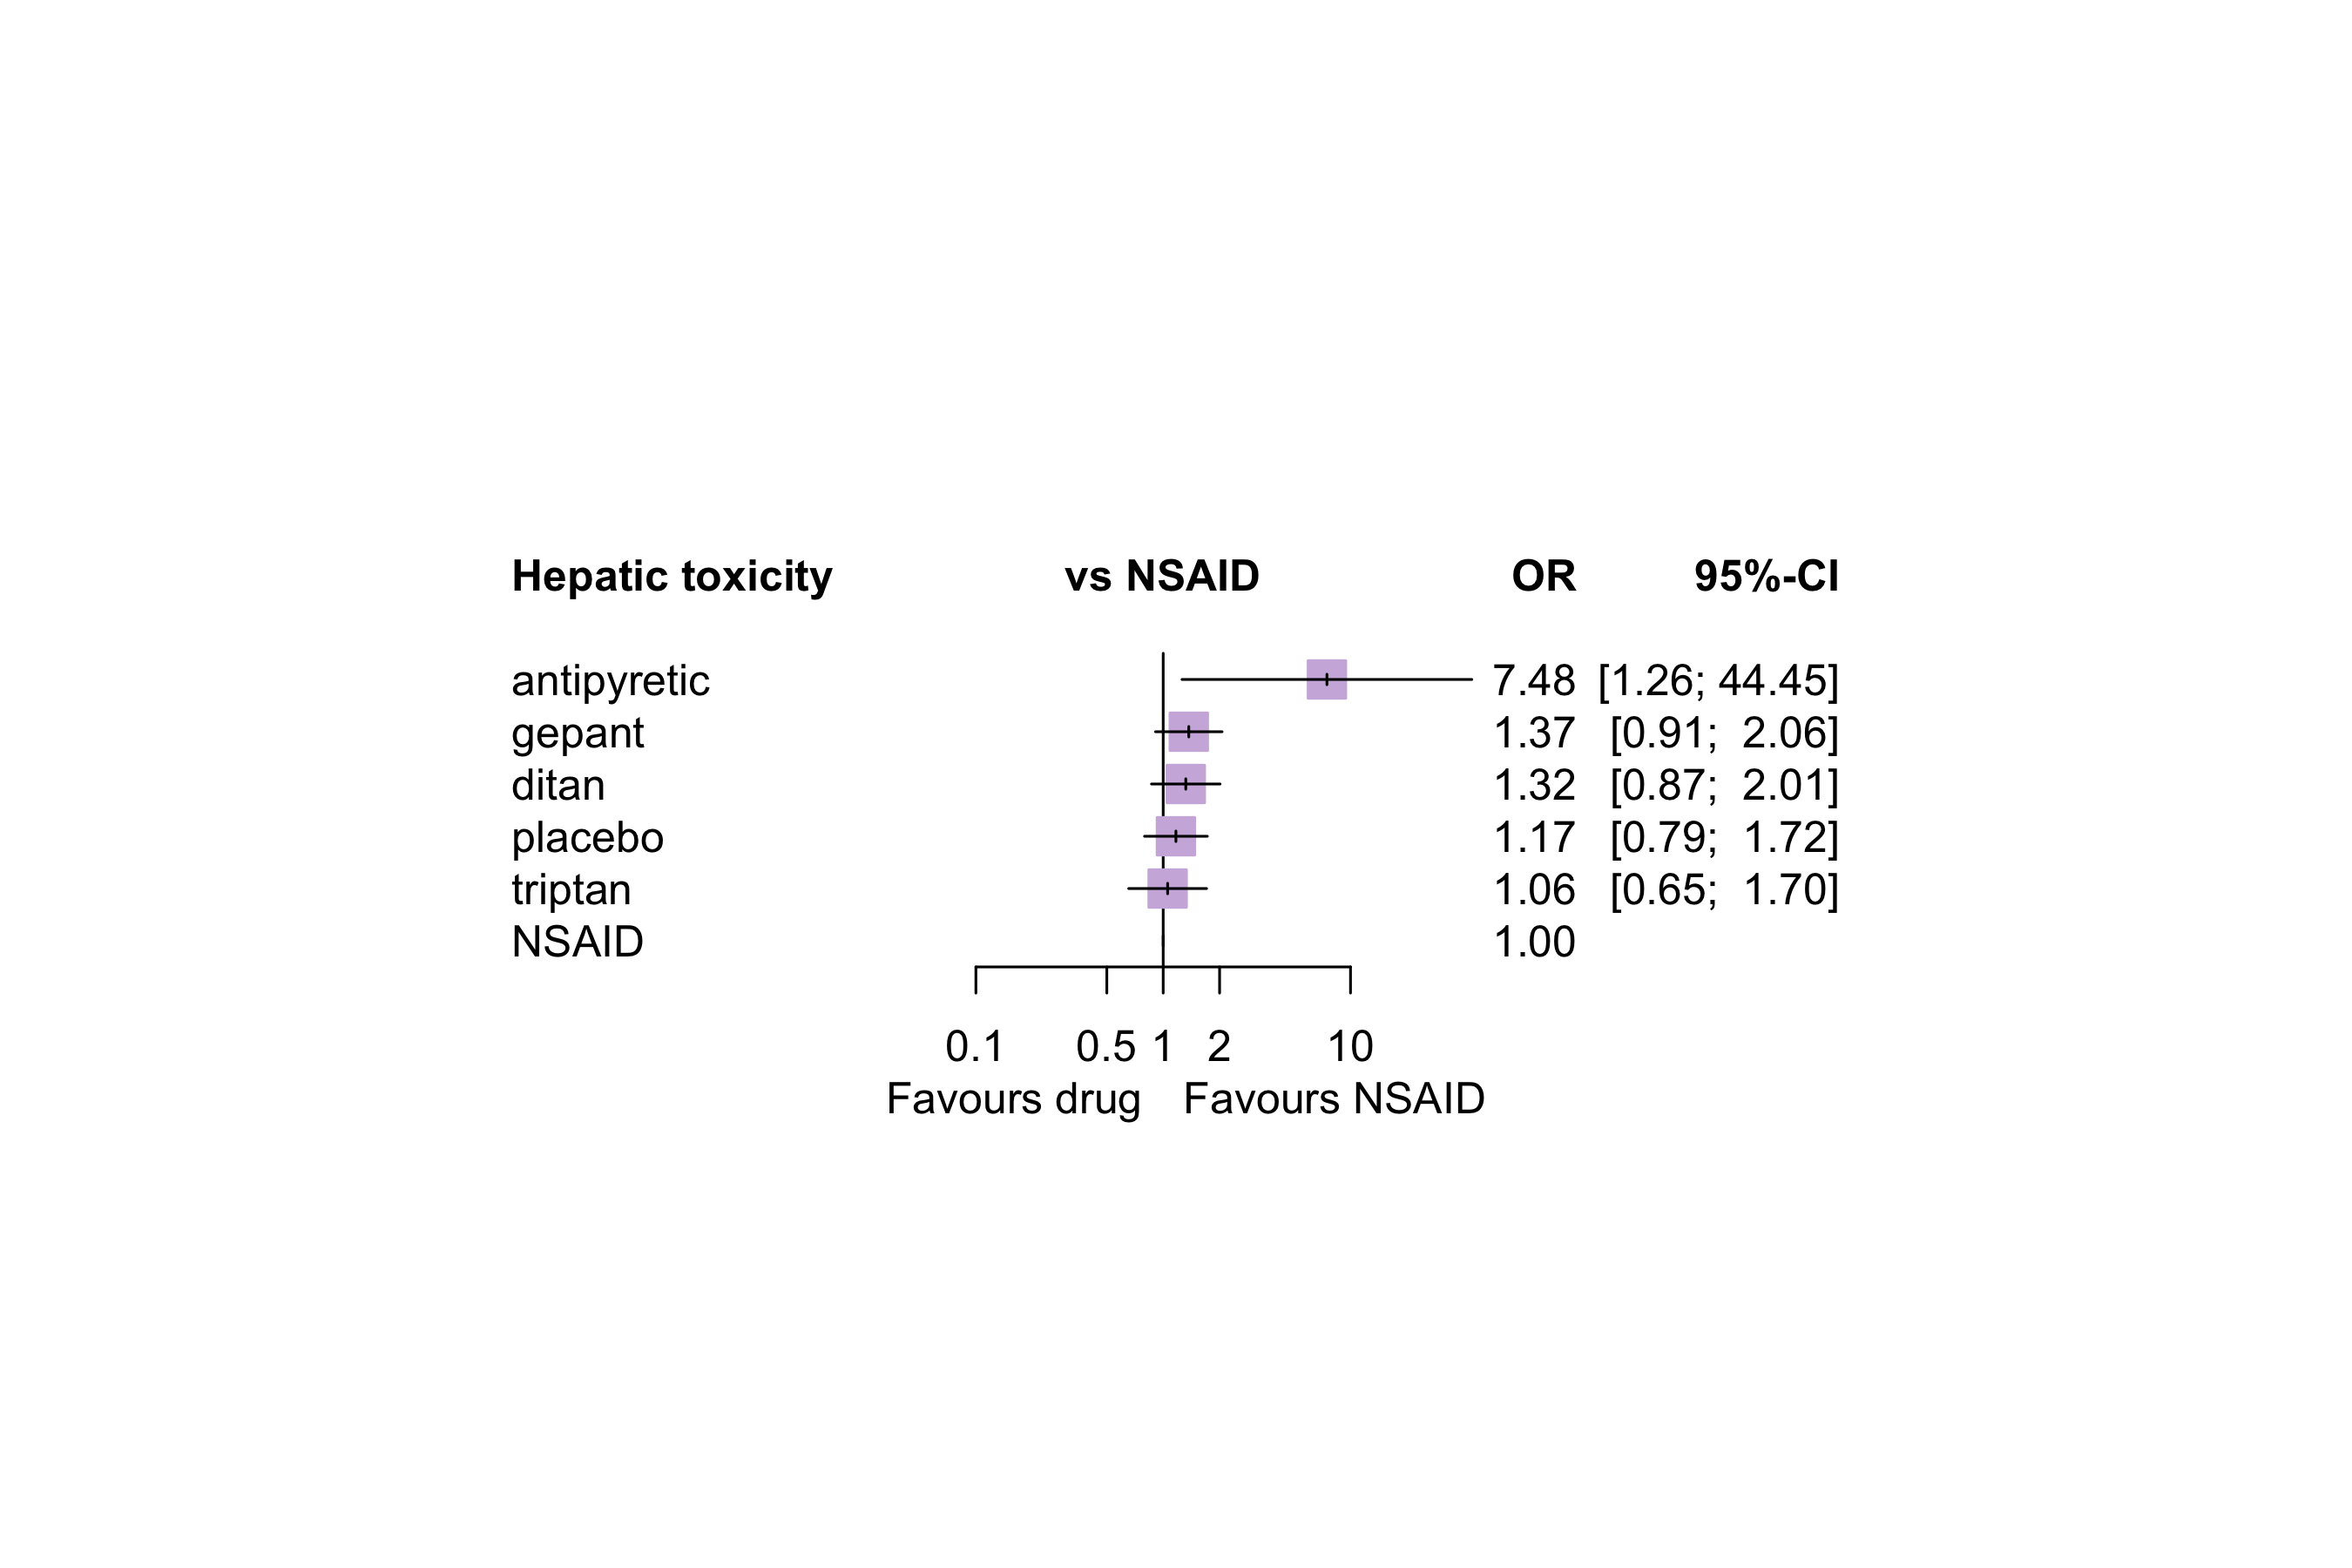 Hepatic toxicity vs NSAID OR 95%-CI
antipyretic 7.48 [1.26; 44.45]
gepant 1.37 [0.91; 2.06]
ditan 1.32 [0.87; 2.01]
placebo 1.17 [0.79; 1.72]
triptan 1.06 [0.65; 1.70]
NSAID 1.00
0.1 0.5 1 2 10
Favours drug Favours NSAID